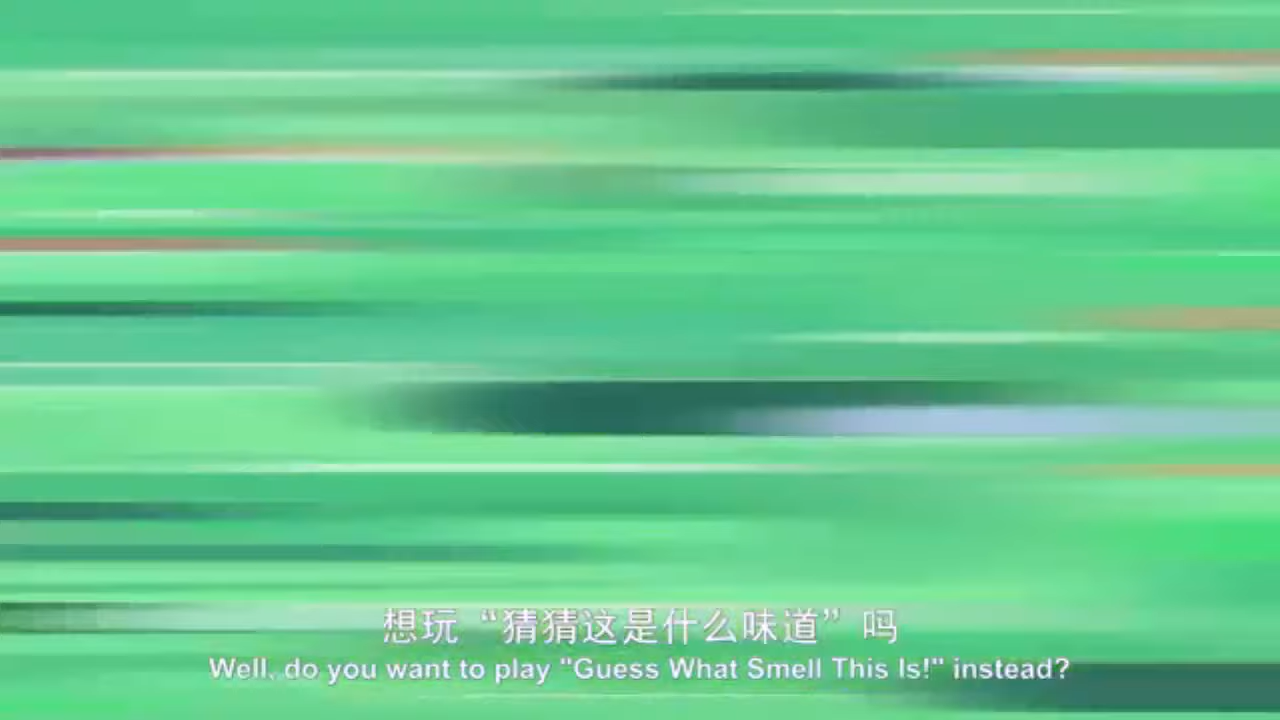 想玩“猜猜这是什么味道”吗
Well, do you want to play "Guess What Smell This Is!" instead?